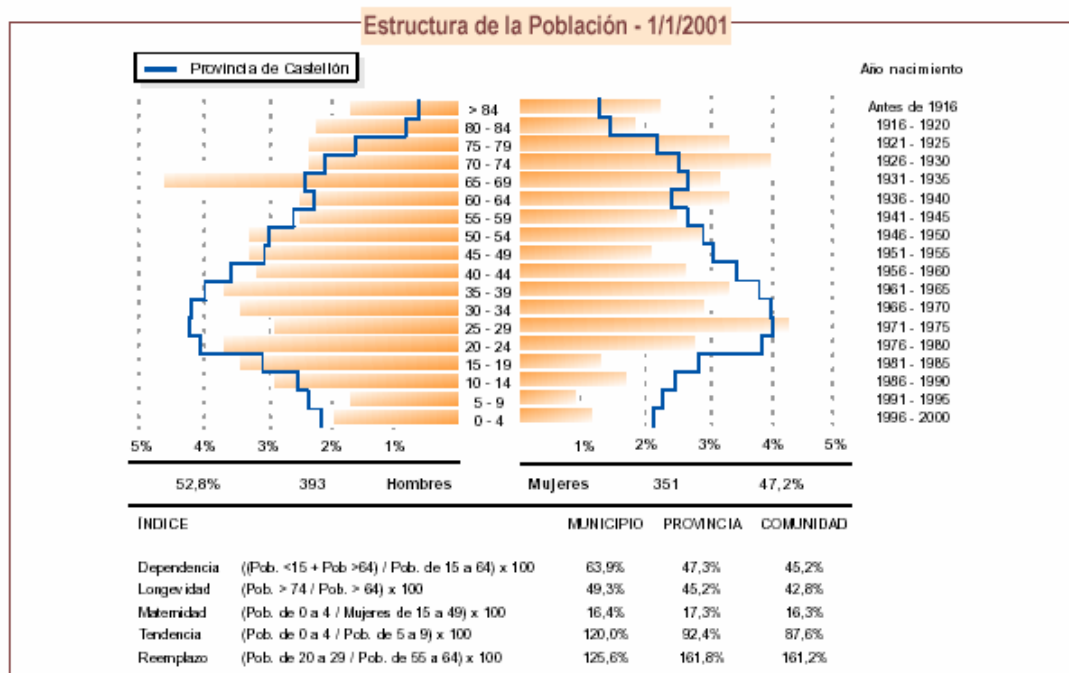 Estructura de la Población - 1/1/2001
Provincia de Castellón
Año nacimiento
> 84 Antes de 1916
80 - 84 1916 - 1920
75 - 79 1921 - 1925
70 - 74 1926 - 1930
65 - 69 1931 - 1935
60 - 64 1936 - 1940
55 - 59 1941 - 1945
50 - 54 1946 - 1950
45 - 49 1951 - 1955
40 - 44 1956 - 1960
35 - 39 1961 - 1965
30 - 34 1966 - 1970
25 - 29 1971 - 1975
20 - 24 1976 - 1980
15 - 19 1981 - 1985
10 - 14 1986 - 1990
5 - 9 1991 - 1995
0 - 4 1996 - 2000
5% 4% 3% 2% 1% 1% 2% 3% 4% 5%
52,8% 393 Hombres Mujeres 351 47,2%
ÍNDICE MUNICIPIO PROVINCIA COMUNIDAD
Dependencia ((Pob. <15 + Pob >64) / Pob. de 15 a 64) x 100 63,9% 47,3% 45,2%
Longevidad (Pob. > 74 / Pob. > 64) x 100 49,3% 45,2% 42,8%
Maternidad (Pob. de 0 a 4 / Mujeres de 15 a 49) x 100 16,4% 17,3% 16,3%
Tendencia (Pob. de 0 a 4 / Pob. de 5 a 9) x 100 120,0% 92,4% 87,6%
Reemplazo (Pob. de 20 a 29 / Pob. de 55 a 64) x 100 125,6% 161,8% 161,2%